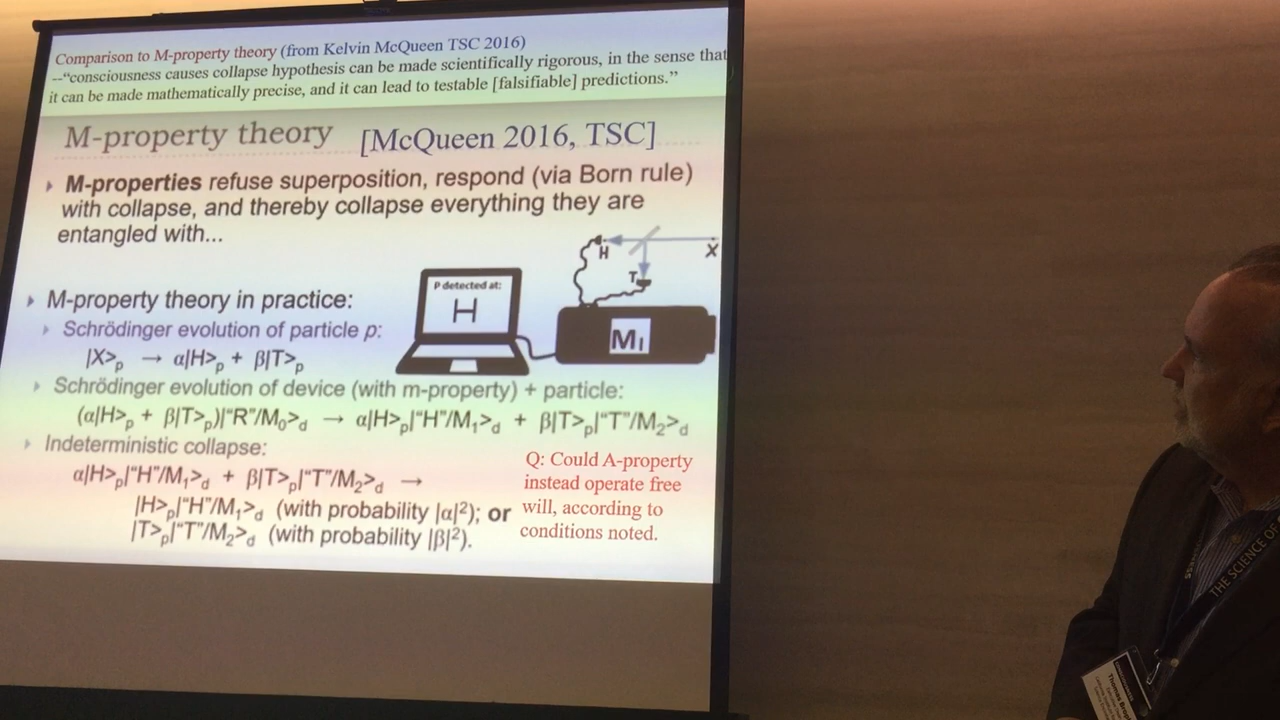 Comparison to M-property theory (from Kelvin McQueen TSC 2016)
--“consciousness causes collapse hypothesis can be made scientifically rigorous, in the sense that
it can be made mathematically precise, and it can lead to testable [falsifiable] predictions.”
M-property theory [McQueen 2016, TSC]
M-properties refuse superposition, respond (via Born rule)
with collapse, and thereby collapse everything they are
entangled with...
H
X
T
P detected at:
H
M₁
M-property theory in practice:
Schrödinger evolution of particle p:
|X>ₚ → α|H>ₚ + β|T>ₚ
Schrödinger evolution of device (with m-property) + particle:
(α|H>ₚ + β|T>ₚ)|“R”/M₀>d → α|H>ₚ|“H”/M₁>d + β|T>ₚ|“T”/M₂>d
Indeterministic collapse:
α|H>ₚ|“H”/M₁>d + β|T>ₚ|“T”/M₂>d →
|H>ₚ|“H”/M₁>d (with probability |α|²); or
|T>ₚ|“T”/M₂>d (with probability |β|²).
Q: Could A-property
instead operate free
will, according to
conditions noted.
THE SCIENCE OF
Thomas